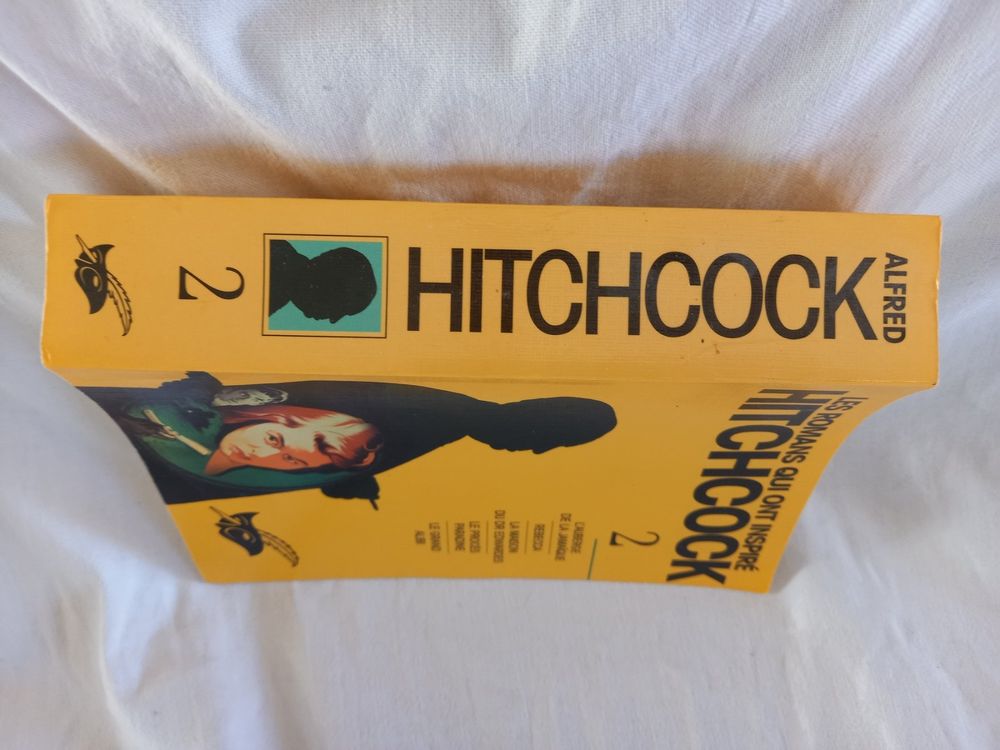 ALFRED
HITCHCOCK
2
LES ROMANS QUI ONT INSPIRÉ
HITCHCOCK
2
L'AUBERGE
DE LA JAMAÏQUE
REBECCA
LA MAISON
DU DR EDWARDES
LE PROCÈS
PARADINE
LE GRAND
ALIBI